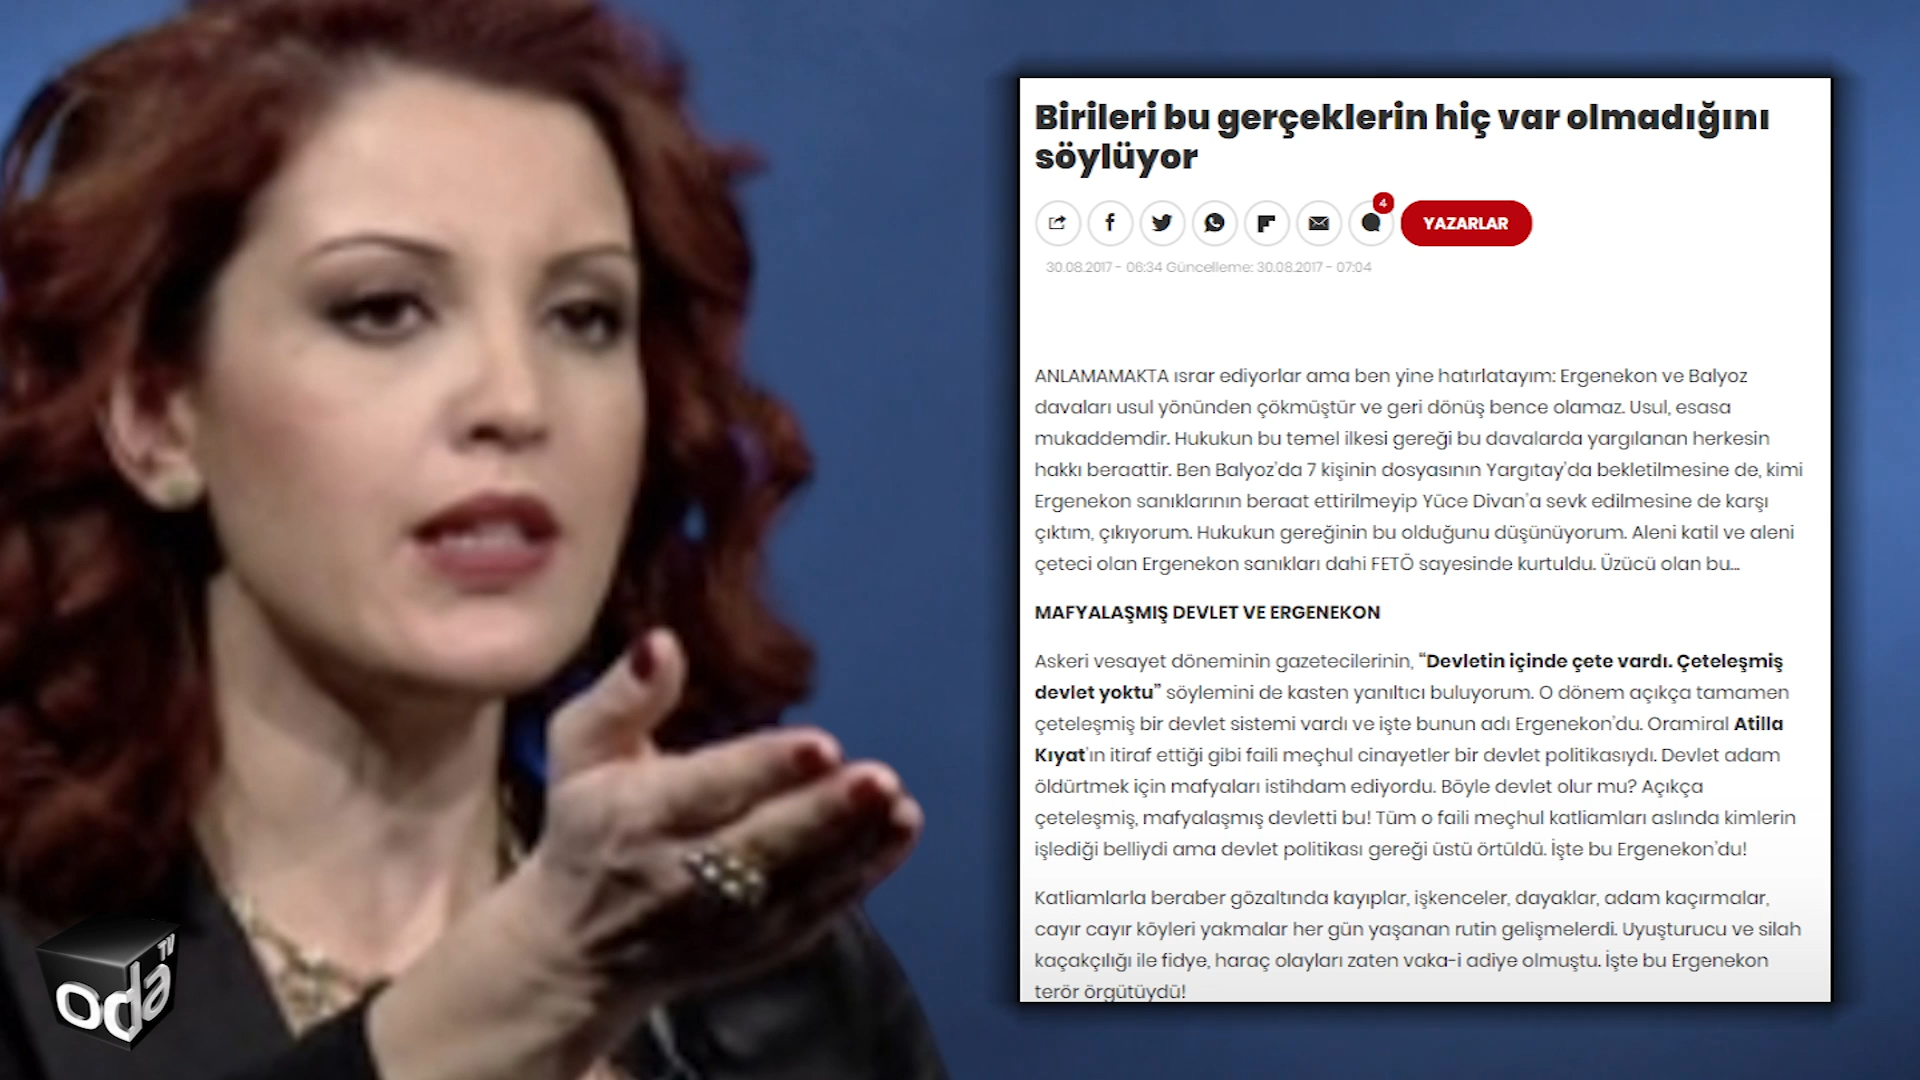 Birileri bu gerçeklerin hiç var olmadığını
söylüyor
4
YAZARLAR
30.08.2017 - 06:34 Güncelleme: 30.08.2017 - 07:04
ANLAMAMAKTA ısrar ediyorlar ama ben yine hatırlatayım: Ergenekon ve Balyoz
davaları usul yönünden çökmüştür ve geri dönüş bence olamaz. Usul, esasa
mukaddemdir. Hukukun bu temel ilkesi gereği bu davalarda yargılanan herkesin
hakkı beraattir. Ben Balyoz'da 7 kişinin dosyasının Yargıtay'da bekletilmesine de, kimi
Ergenekon sanıklarının beraat ettirilmeyip Yüce Divan'a sevk edilmesine de karşı
çıktım, çıkıyorum. Hukukun gereğinin bu olduğunu düşünüyorum. Aleni katil ve aleni
çeteci olan Ergenekon sanıkları dahi FETÖ sayesinde kurtuldu. Üzücü olan bu...
MAFYALAŞMIŞ DEVLET VE ERGENEKON
Askeri vesayet döneminin gazetecilerinin, “Devletin içinde çete vardı. Çeteleşmiş
devlet yoktu” söylemini de kasten yanıltıcı buluyorum. O dönem açıkça tamamen
çeteleşmiş bir devlet sistemi vardı ve işte bunun adı Ergenekon'du. Oramiral Atilla
Kıyat'ın itiraf ettiği gibi faili meçhul cinayetler bir devlet politikasıydı. Devlet adam
öldürtmek için mafyaları istihdam ediyordu. Böyle devlet olur mu? Açıkça
çeteleşmiş, mafyalaşmış devletti bu! Tüm o faili meçhul katliamları aslında kimlerin
işlediği belliydi ama devlet politikası gereği üstü örtüldü. İşte bu Ergenekon'du!
Katliamlarla beraber gözaltında kayıplar, işkenceler, dayaklar, adam kaçırmalar,
cayır cayır köyleri yakmalar her gün yaşanan rutin gelişmelerdi. Uyuşturucu ve silah
kaçakçılığı ile fidye, haraç olayları zaten vaka-i adiye olmuştu. İşte bu Ergenekon
terör örgütüydü!
oda TV